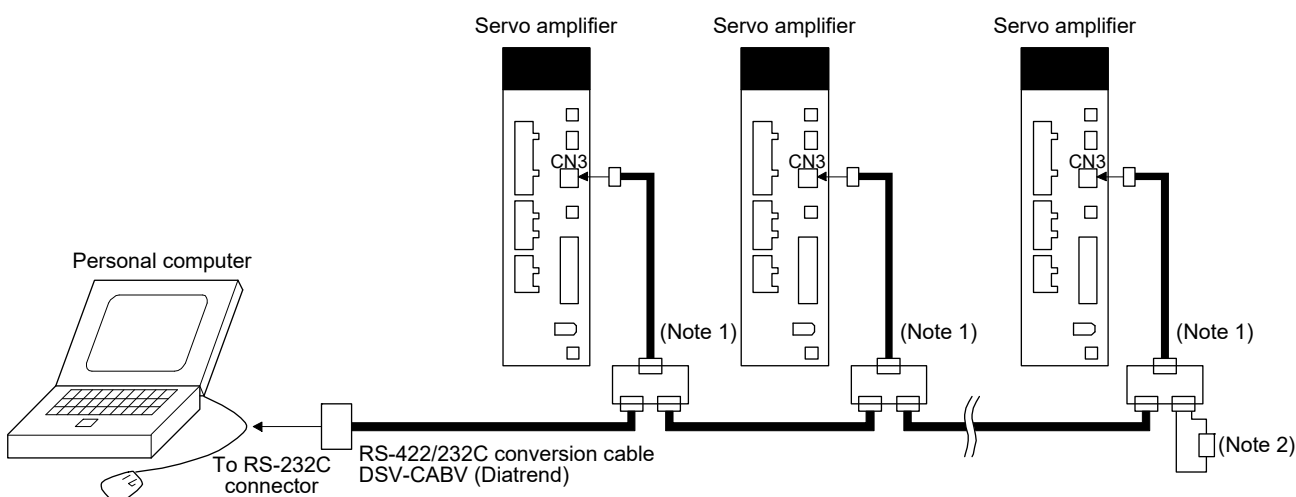 Servo amplifier
Servo amplifier
Servo amplifier
CN3
CN3
CN3
Personal computer
(Note 1)
(Note 1)
(Note 1)
(Note 2)
To RS-232C
connector
RS-422/232C conversion cable
DSV-CABV (Diatrend)